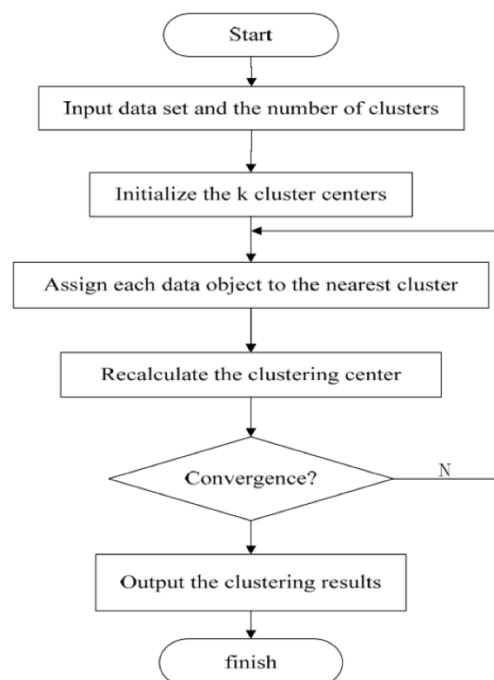 Start
Input data set and the number of clusters
Initialize the k cluster centers
Assign each data object to the nearest cluster
Recalculate the clustering center
Convergence?
N
Output the clustering results
finish